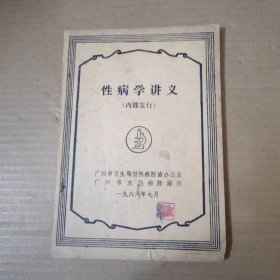 性病学讲义
(内部发行)
广州市卫生局性病防治办公室
广州市皮肤病防治所
一九八六年七月